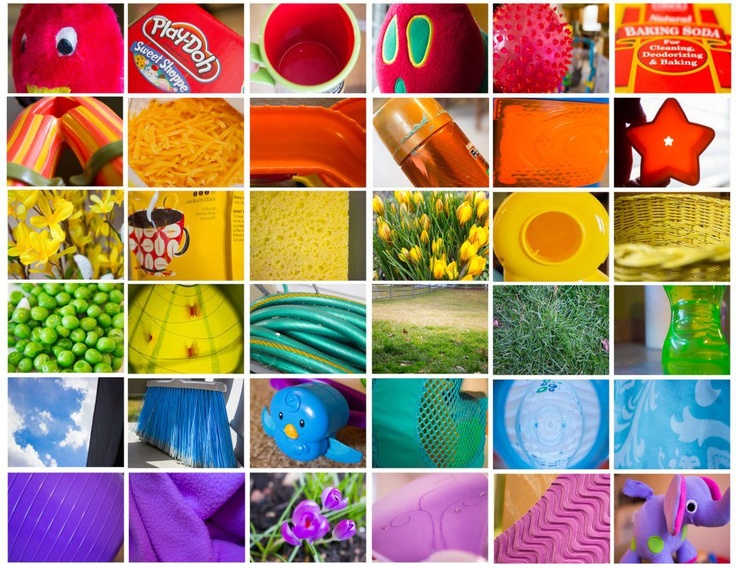 Play-Doh
Sweet Shoppe
Natural
BAKING SODA
For
Cleaning,
Deodorizing
& Baking